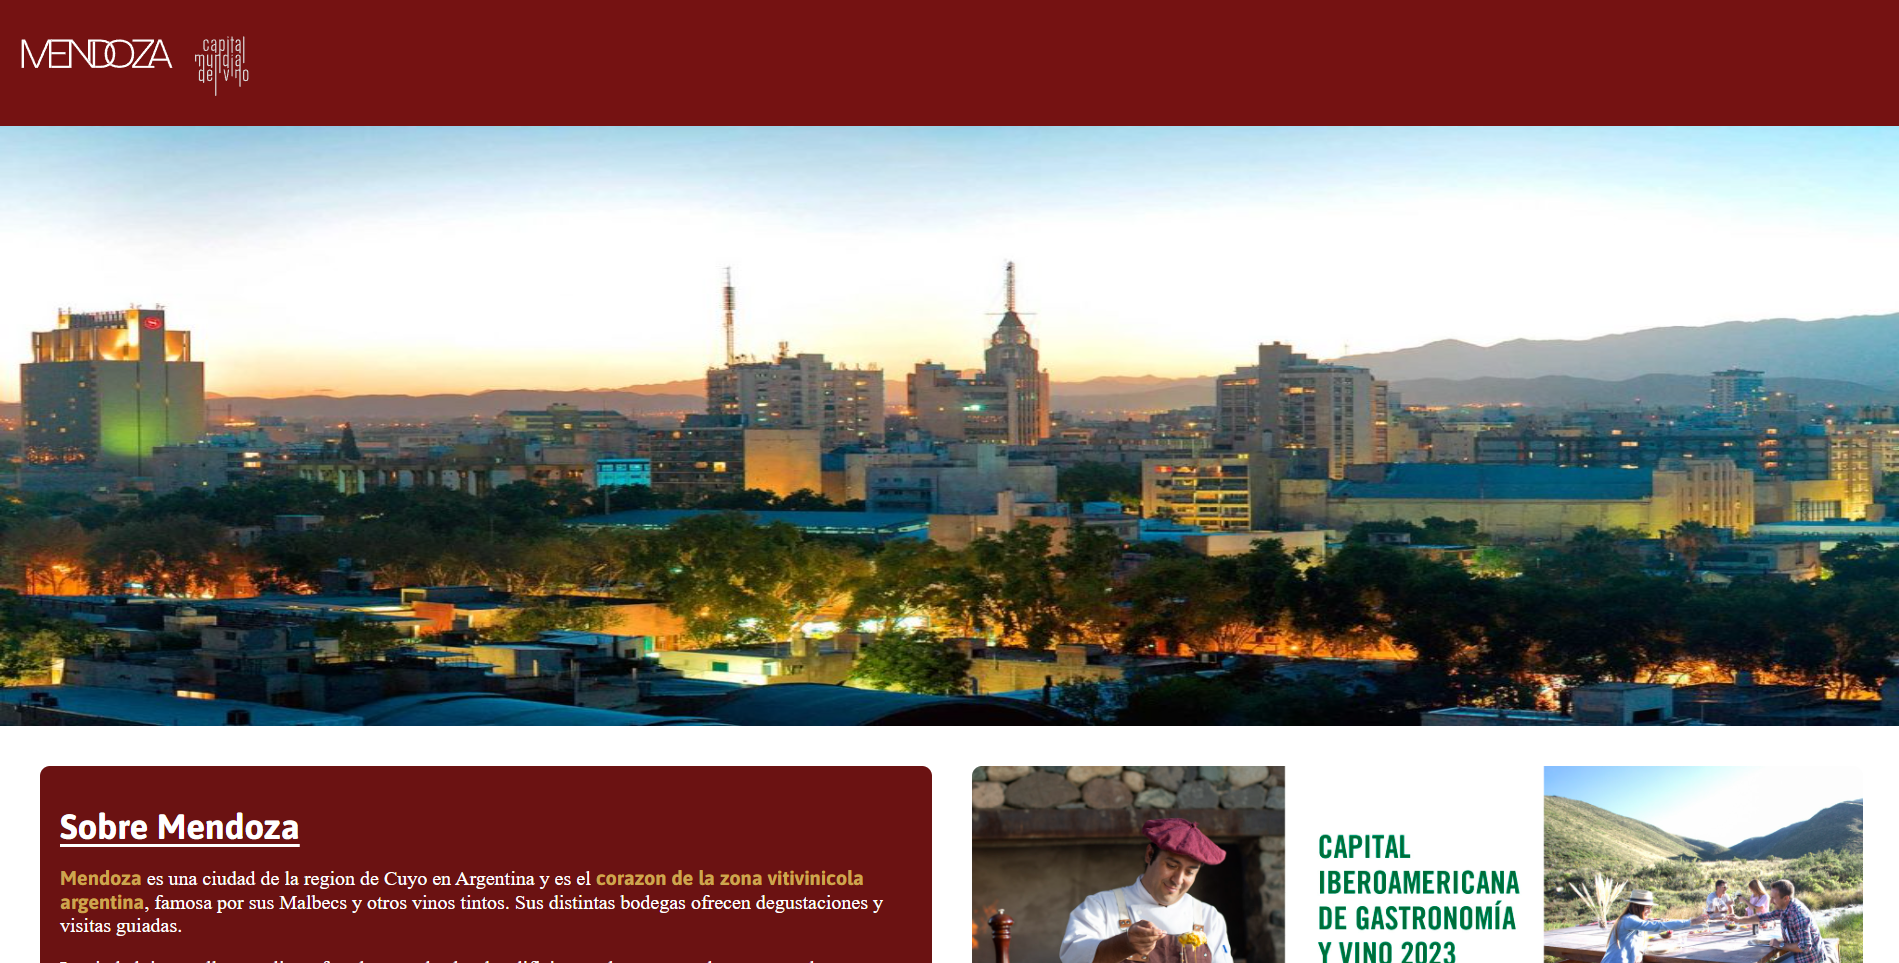 MENDOZA
capital
mundial
del vino
Sobre Mendoza
Mendoza es una ciudad de la region de Cuyo en Argentina y es el corazon de la zona vitivinicola
argentina, famosa por sus Malbecs y otros vinos tintos. Sus distintas bodegas ofrecen degustaciones y
visitas guiadas.
CAPITAL
IBEROAMERICANA
DE GASTRONOMÍA
Y VINO 2023